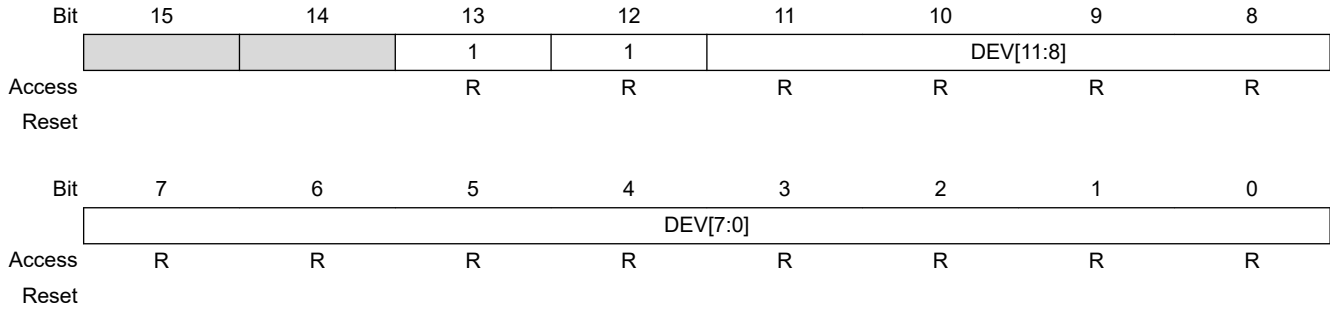 Bit 15 14 13 12 11 10 9 8
1 1 DEV[11:8]
Access R R R R R R
Reset
Bit 7 6 5 4 3 2 1 0
DEV[7:0]
Access R R R R R R R R
Reset